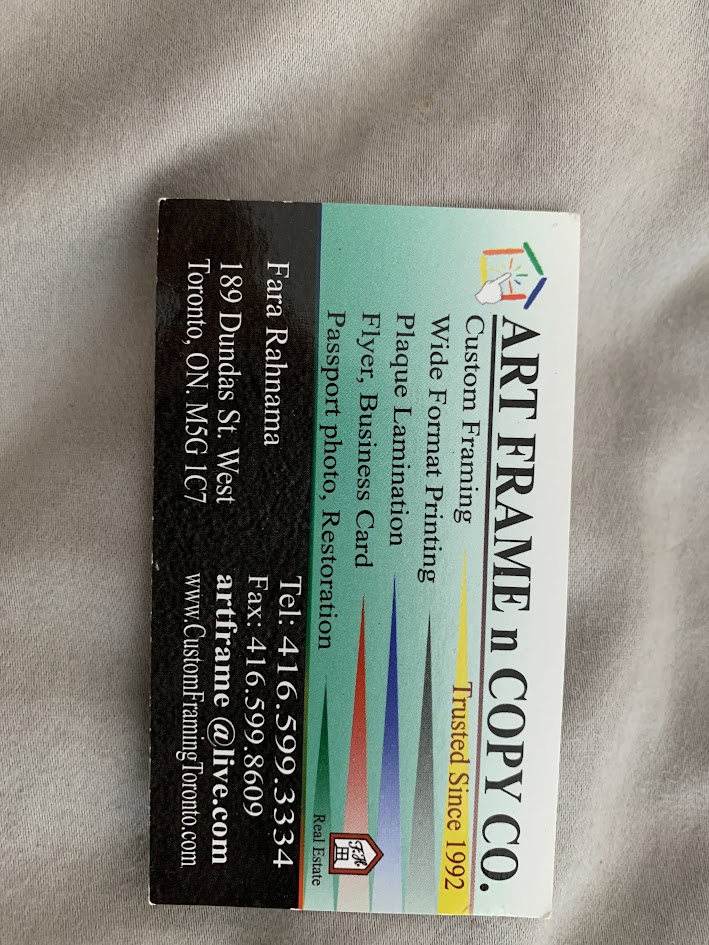 ART FRAME n COPY CO.
Custom Framing
Trusted Since 1992
Wide Format Printing
Plaque Lamination
Flyer, Business Card
Passport photo, Restoration
F.R
Real Estate
Fara Rahnama
189 Dundas St. West
Toronto, ON. M5G 1C7
Tel: 416.599.3334
Fax: 416.599.8609
artframe @live.com
www.CustomFramingToronto.com